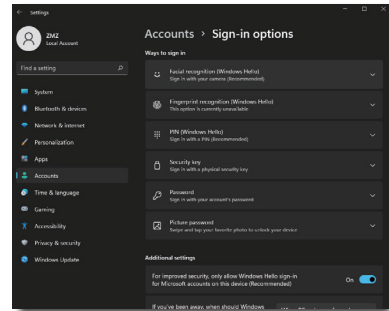 Settings
ZMZ
Local Account
Find a setting
System
Bluetooth & devices
Network & internet
Personalization
Apps
Accounts
Time & language
Gaming
Accessibility
Privacy & security
Windows Update
Accounts > Sign-in options
Ways to sign in
Facial recognition (Windows Hello)
Sign in with your camera (Recommended)
Fingerprint recognition (Windows Hello)
This option is currently unavailable
PIN (Windows Hello)
Sign in with a PIN (Recommended)
Security key
Sign in with a physical security key
Password
Sign in with your account's password
Picture password
Swipe and tap your favorite photo to unlock your device
Additional settings
For improved security, only allow Windows Hello sign-in
for Microsoft accounts on this device (Recommended)
On
If you've been away, when should Windows